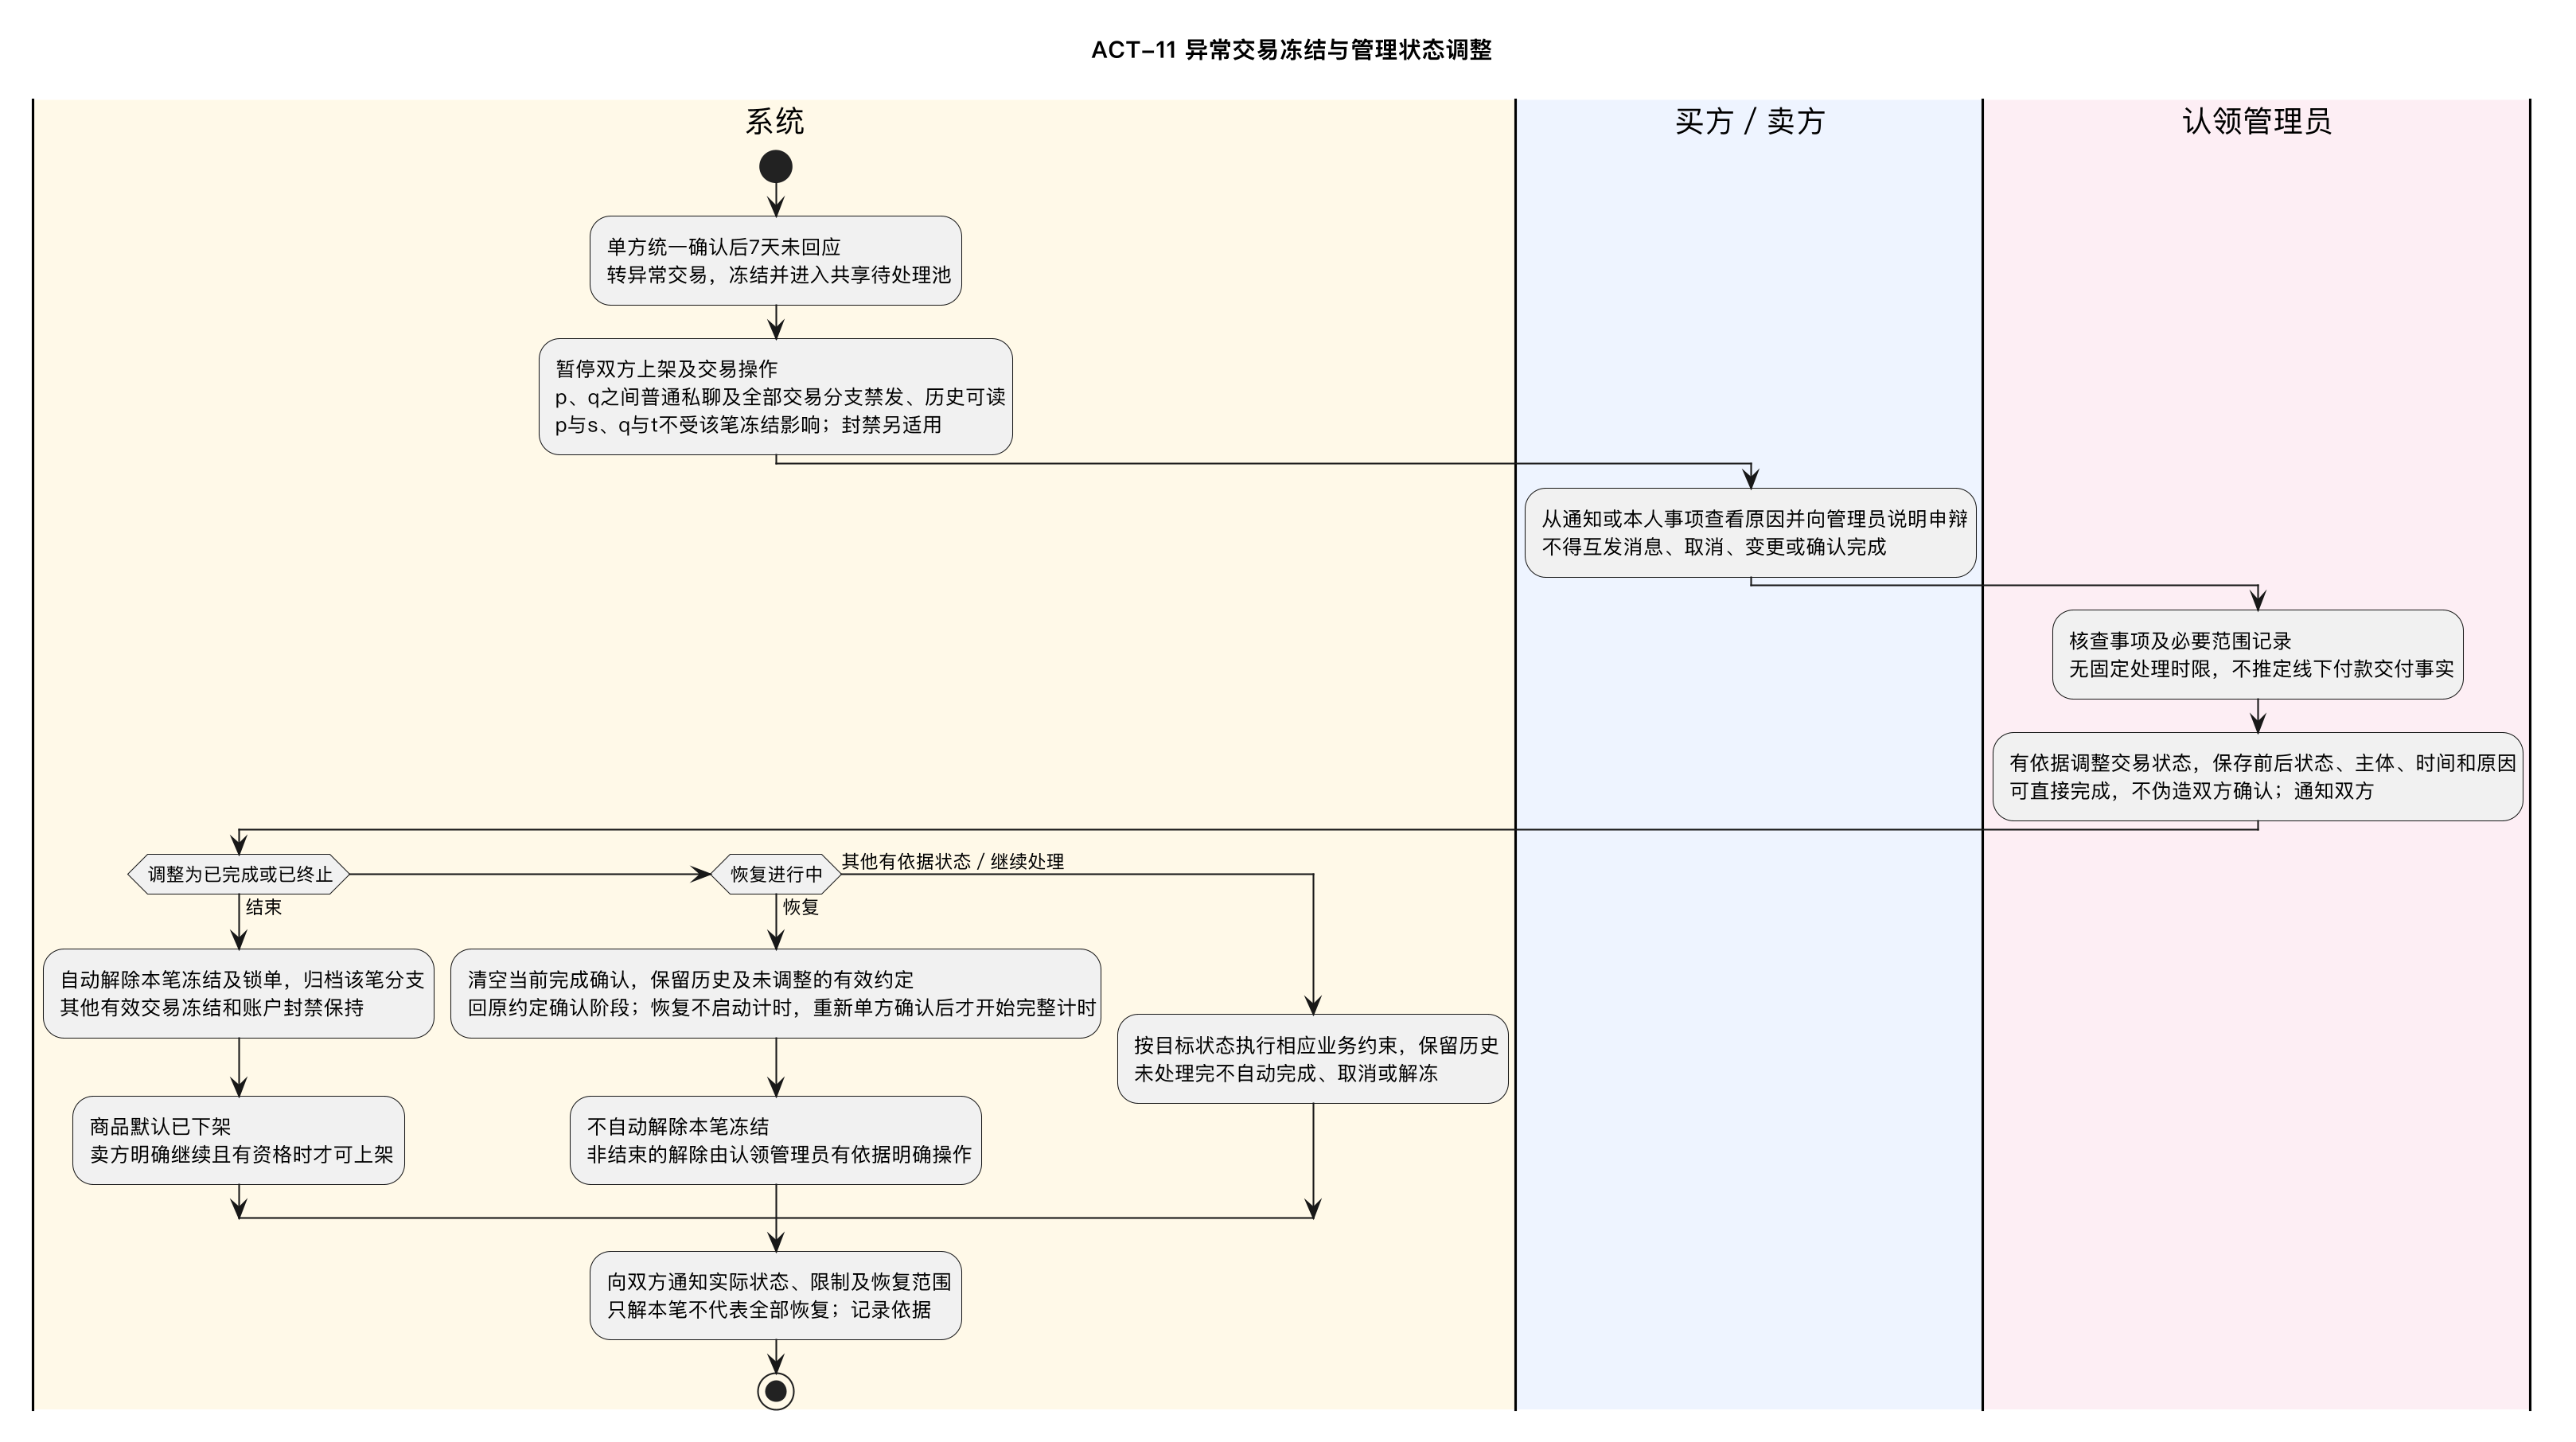 ACT–11 异常交易冻结与管理状态调整
系统
买方 / 卖方
认领管理员
单方统一确认后7天未回应
转异常交易，冻结并进入共享待处理池
暂停双方上架及交易操作
p、q之间普通私聊及全部交易分支禁发、历史可读
p与s、q与t不受该笔冻结影响；封禁另适用
从通知或本人事项查看原因并向管理员说明申辩
不得互发消息、取消、变更或确认完成
核查事项及必要范围记录
无固定处理时限，不推定线下付款交付事实
有依据调整交易状态，保存前后状态、主体、时间和原因
可直接完成，不伪造双方确认；通知双方
调整为已完成或已终止
恢复进行中
其他有依据状态 / 继续处理
结束
恢复
自动解除本笔冻结及锁单，归档该笔分支
其他有效交易冻结和账户封禁保持
清空当前完成确认，保留历史及未调整的有效约定
回原约定确认阶段；恢复不启动计时，重新单方确认后才开始完整计时
按目标状态执行相应业务约束，保留历史
未处理完不自动完成、取消或解冻
商品默认已下架
卖方明确继续且有资格时才可上架
不自动解除本笔冻结
非结束的解除由认领管理员有依据明确操作
向双方通知实际状态、限制及恢复范围
只解本笔不代表全部恢复；记录依据